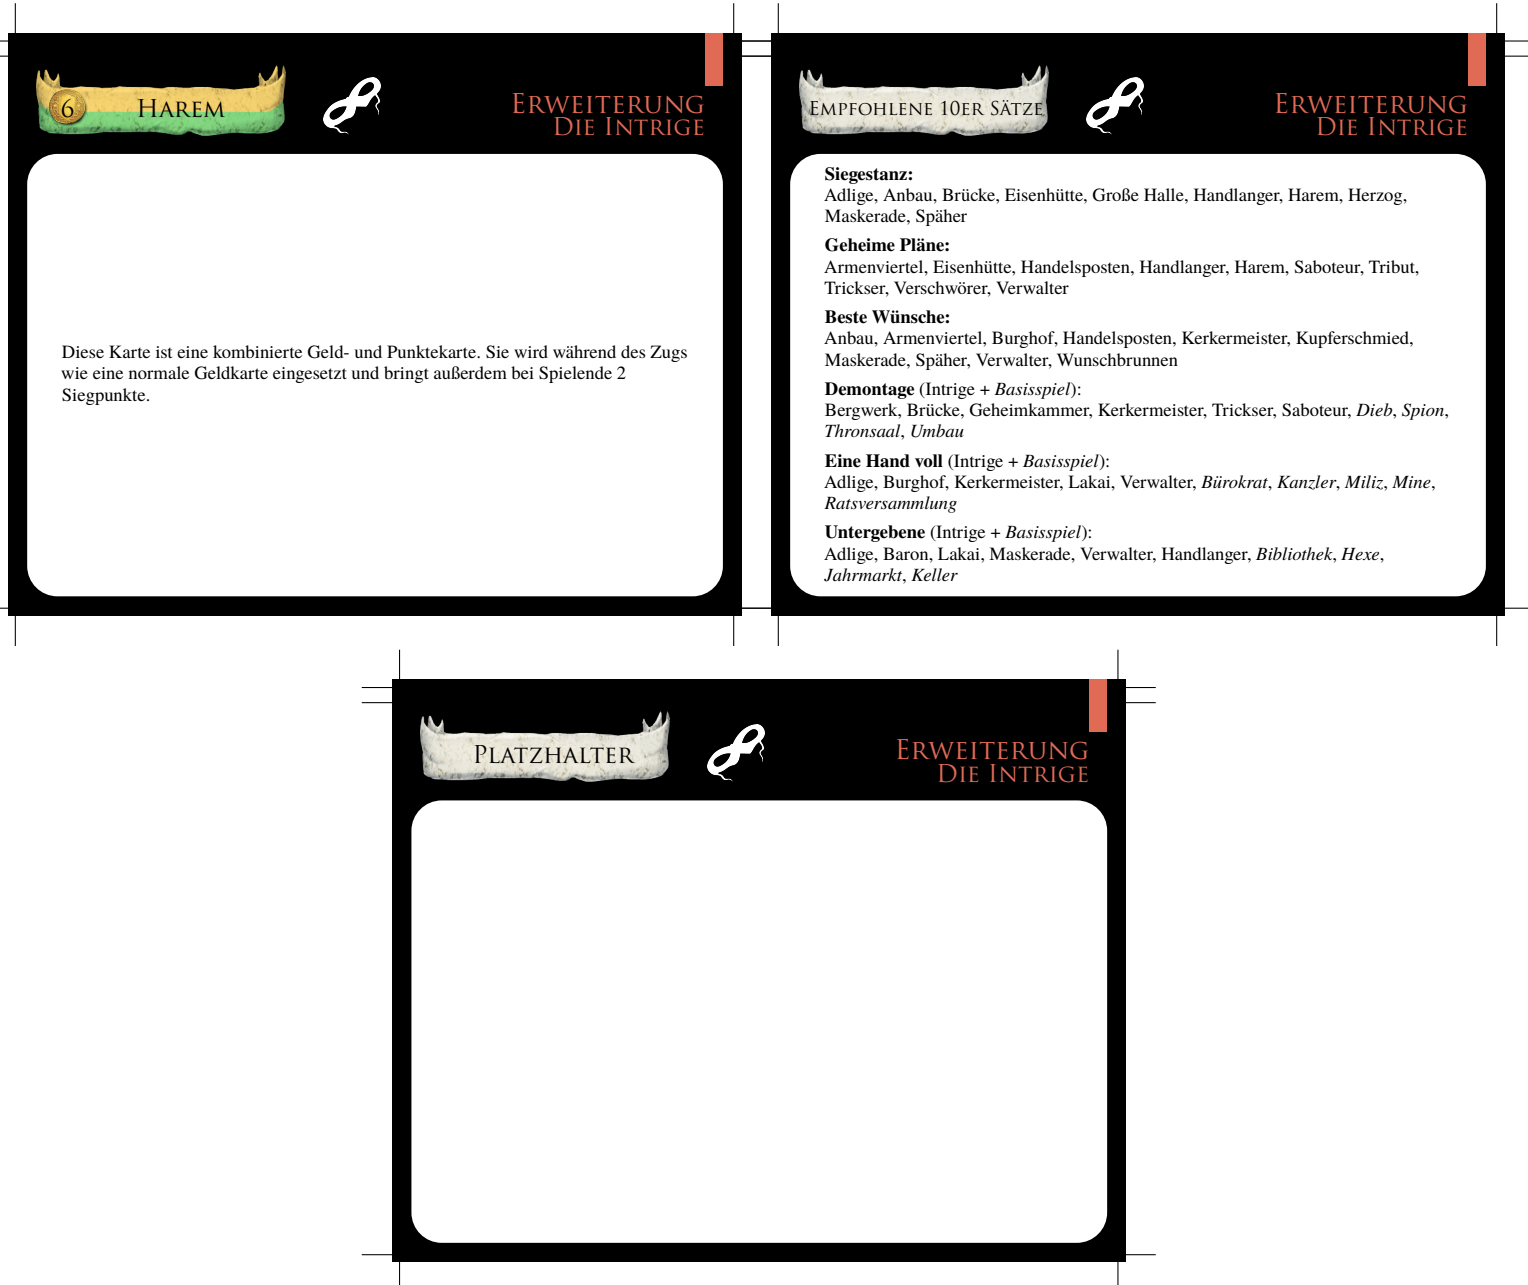 6 Harem
Erweiterung
Die Intrige
Diese Karte ist eine kombinierte Geld- und Punktekarte. Sie wird während des Zugs
wie eine normale Geldkarte eingesetzt und bringt außerdem bei Spielende 2
Siegpunkte.
Empfohlene 10er Sätze
Erweiterung
Die Intrige
Siegestanz:
Adlige, Anbau, Brücke, Eisenhütte, Große Halle, Handlanger, Harem, Herzog,
Maskerade, Späher
Geheime Pläne:
Armenviertel, Eisenhütte, Handelsposten, Handlanger, Harem, Saboteur, Tribut,
Trickser, Verschwörer, Verwalter
Beste Wünsche:
Anbau, Armenviertel, Burghof, Handelsposten, Kerkermeister, Kupferschmied,
Maskerade, Späher, Verwalter, Wunschbrunnen
Demontage (Intrige + Basisspiel):
Bergwerk, Brücke, Geheimkammer, Kerkermeister, Trickser, Saboteur, Dieb, Spion,
Thronsaal, Umbau
Eine Hand voll (Intrige + Basisspiel):
Adlige, Burghof, Kerkermeister, Lakai, Verwalter, Bürokrat, Kanzler, Miliz, Mine,
Ratsversammlung
Untergebene (Intrige + Basisspiel):
Adlige, Baron, Lakai, Maskerade, Verwalter, Handlanger, Bibliothek, Hexe,
Jahrmarkt, Keller
Platzhalter
Erweiterung
Die Intrige